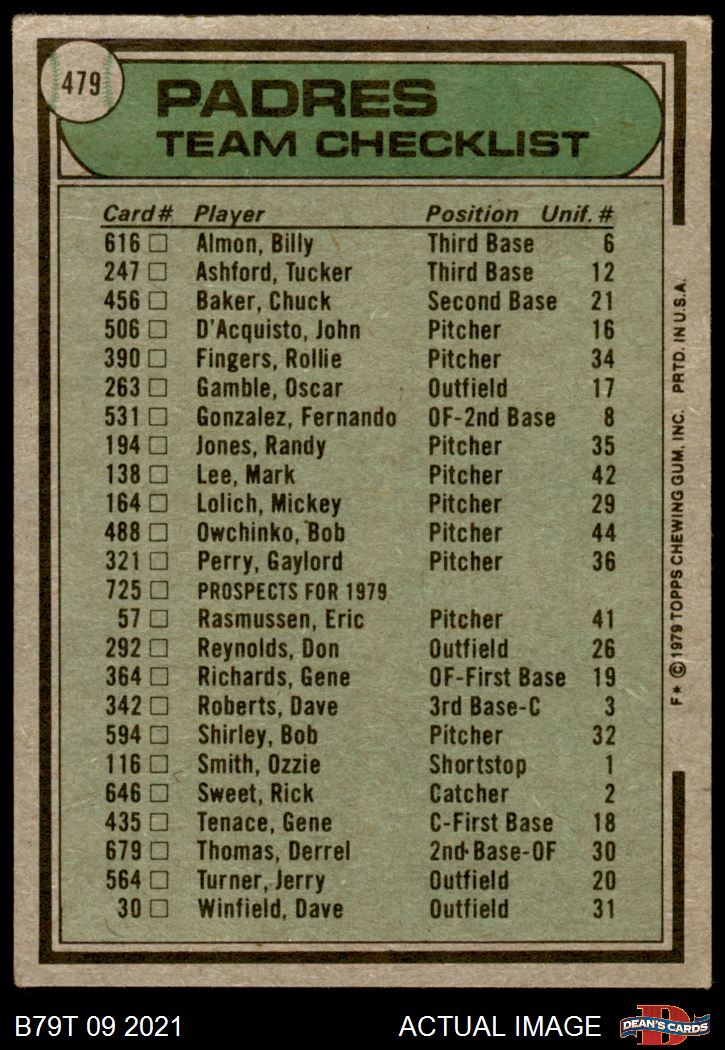 479
PADRES
TEAM CHECKLIST
Card# Player Position Unif. #
616 Almon, Billy Third Base 6
247 Ashford, Tucker Third Base 12
456 Baker, Chuck Second Base 21
506 D'Acquisto, John Pitcher 16
390 Fingers, Rollie Pitcher 34
263 Gamble, Oscar Outfield 17
531 Gonzalez, Fernando OF-2nd Base 8
194 Jones, Randy Pitcher 35
138 Lee, Mark Pitcher 42
164 Lolich, Mickey Pitcher 29
488 Owchinko, Bob Pitcher 44
321 Perry, Gaylord Pitcher 36
725 PROSPECTS FOR 1979
57 Rasmussen, Eric Pitcher 41
292 Reynolds, Don Outfield 26
364 Richards, Gene OF-First Base 19
342 Roberts, Dave 3rd Base-C 3
594 Shirley, Bob Pitcher 32
116 Smith, Ozzie Shortstop 1
646 Sweet, Rick Catcher 2
435 Tenace, Gene C-First Base 18
679 Thomas, Derrel 2nd Base-OF 30
564 Turner, Jerry Outfield 20
30 Winfield, Dave Outfield 31
F* © 1979 TOPPS CHEWING GUM, INC. PRTD. IN U.S.A.
B79T 09 2021 ACTUAL IMAGE DEAN'S CARDS